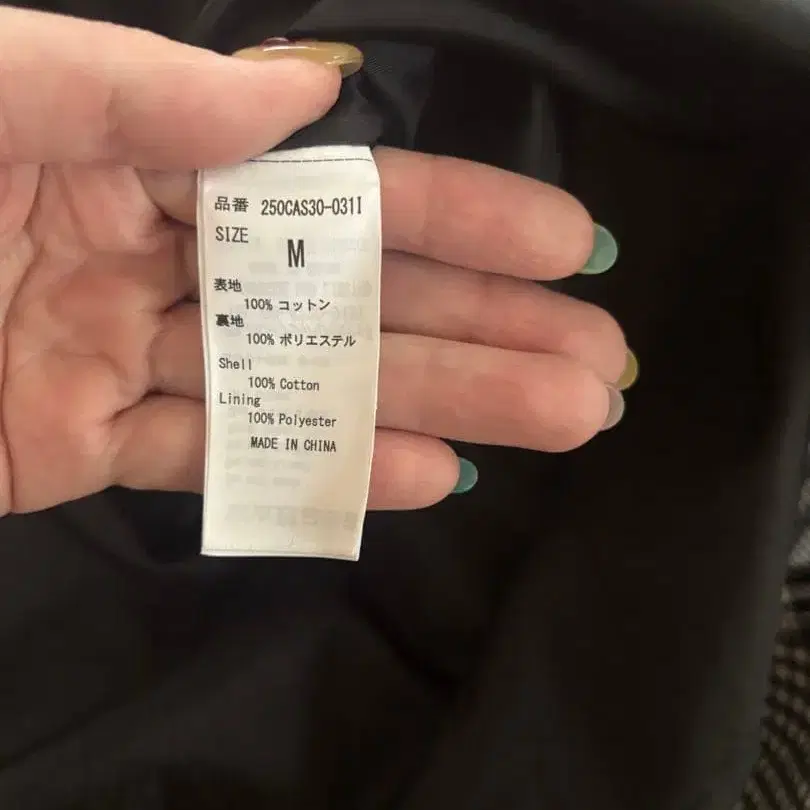 品番 250CAS30-031I
SIZE
M
表地
100% コットン
裏地
100% ポリエステル
Shell
100% Cotton
Lining
100% Polyester
MADE IN CHINA